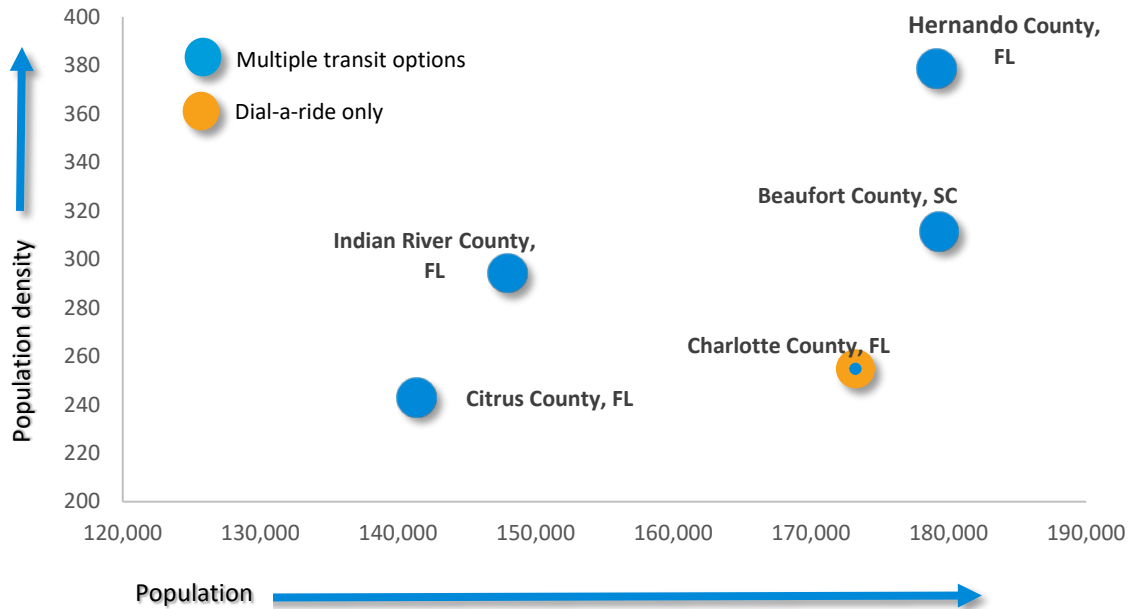 400
380
360
340
320
300
280
260
240
220
200
Population density
Multiple transit options
Dial-a-ride only
Hernando County,
FL
Beaufort County, SC
Indian River County,
FL
Charlotte County, FL
Citrus County, FL
120,000 130,000 140,000 150,000 160,000 170,000 180,000 190,000
Population